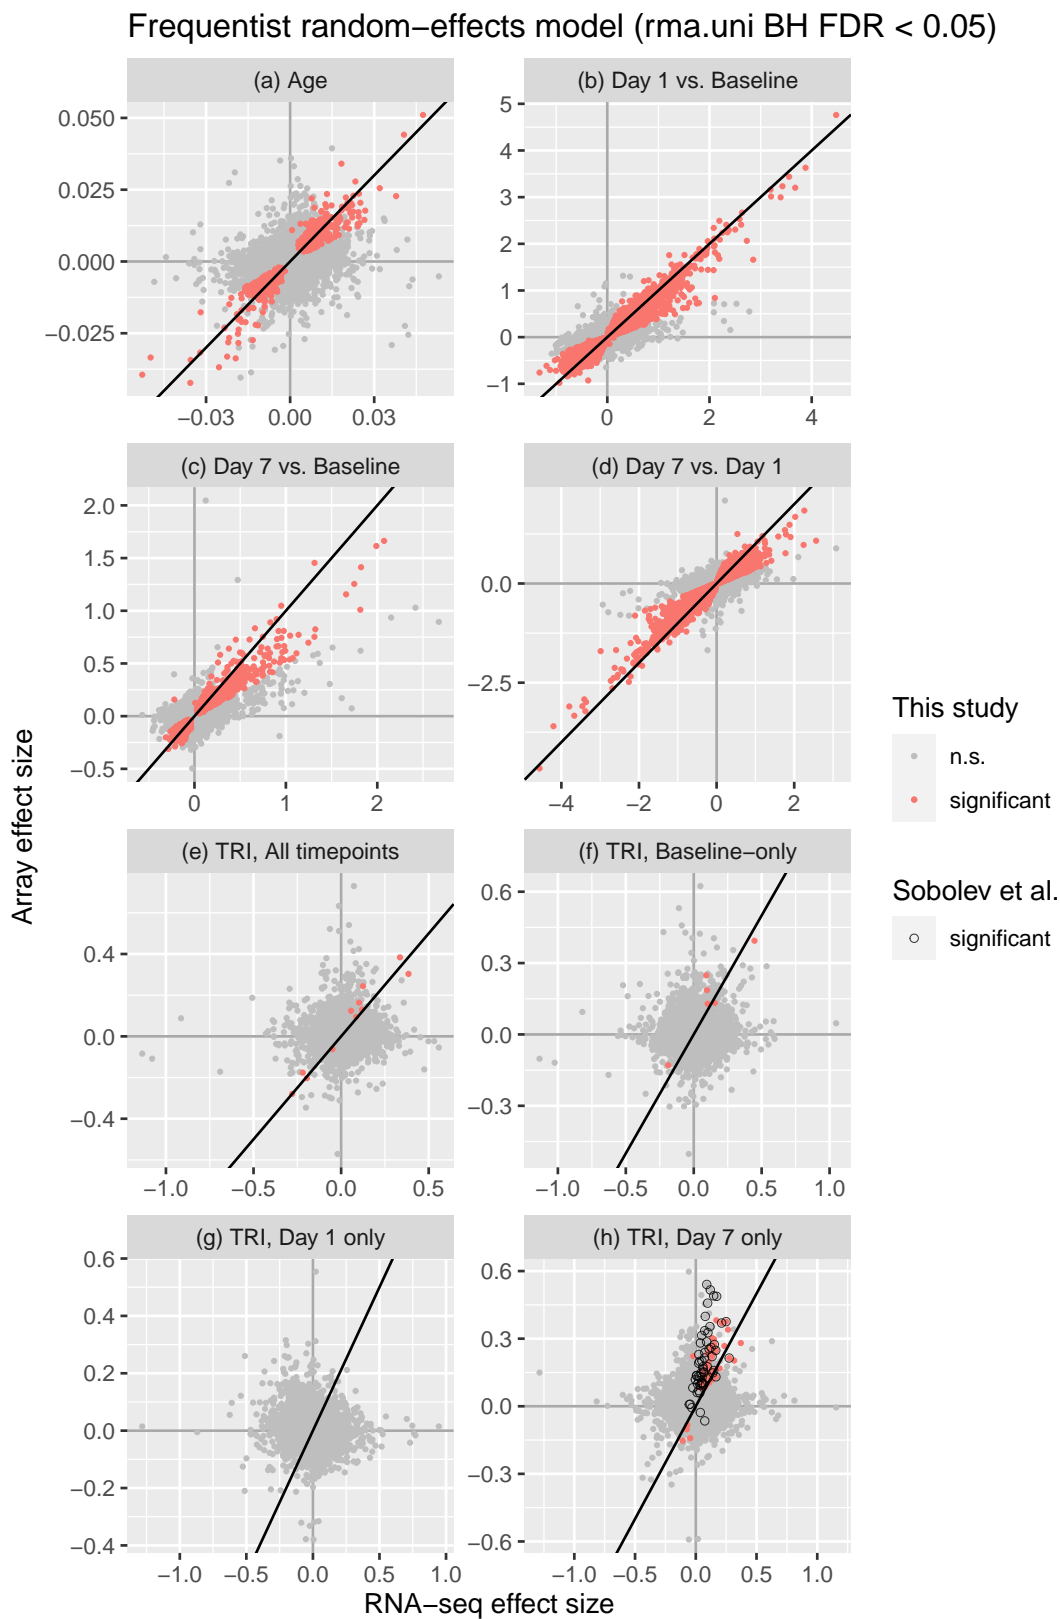 Frequentist random−effects model (rma.uni BH FDR < 0.05)
(a) Age
(b) Day 1 vs. Baseline
0.050
0.025
0.000
−0.025
−0.03 0.00 0.03
5
4
3
2
1
0
−1
0 2 4
(c) Day 7 vs. Baseline
(d) Day 7 vs. Day 1
2.0
1.5
1.0
0.5
0.0
−0.5
0 1 2
0.0
−2.5
−4 −2 0 2
(e) TRI, All timepoints
(f) TRI, Baseline−only
0.4
0.0
−0.4
−1.0 −0.5 0.0 0.5
0.6
0.3
0.0
−0.3
−1.0 −0.5 0.0 0.5 1.0
(g) TRI, Day 1 only
(h) TRI, Day 7 only
0.6
0.4
0.2
0.0
−0.2
−0.4
−1.0 −0.5 0.0 0.5 1.0
0.6
0.3
0.0
−0.3
−0.6
−1.0 −0.5 0.0 0.5 1.0
RNA−seq effect size
Array effect size
This study
n.s.
significant
Sobolev et al.
significant